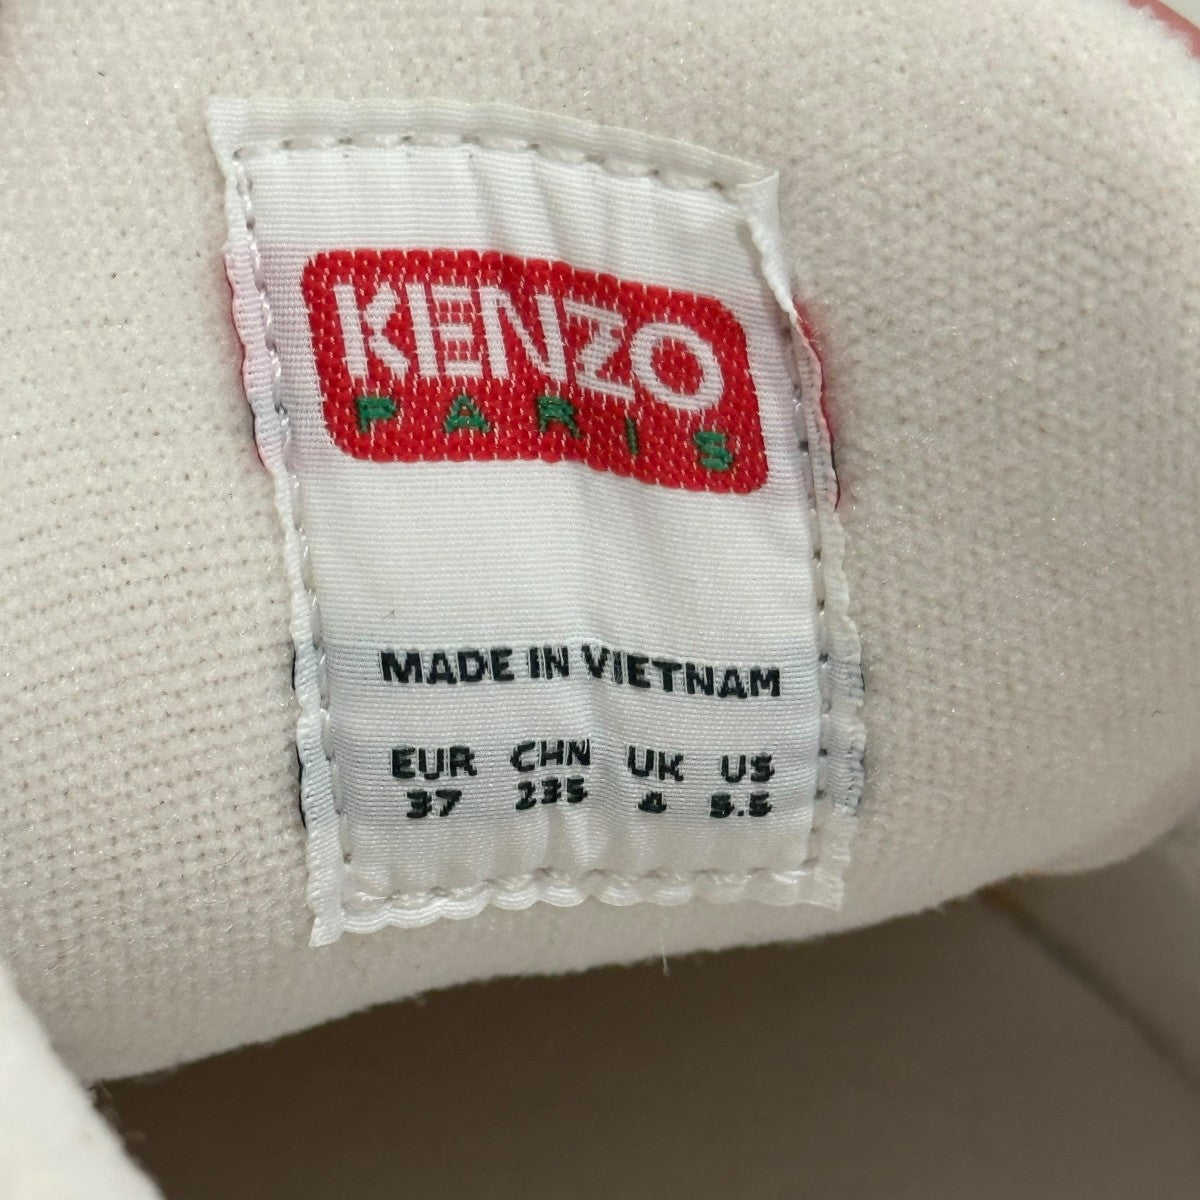 KENZO
PARIS
MADE IN VIETNAM
EUR CHN UK US
37 235 4 5.5